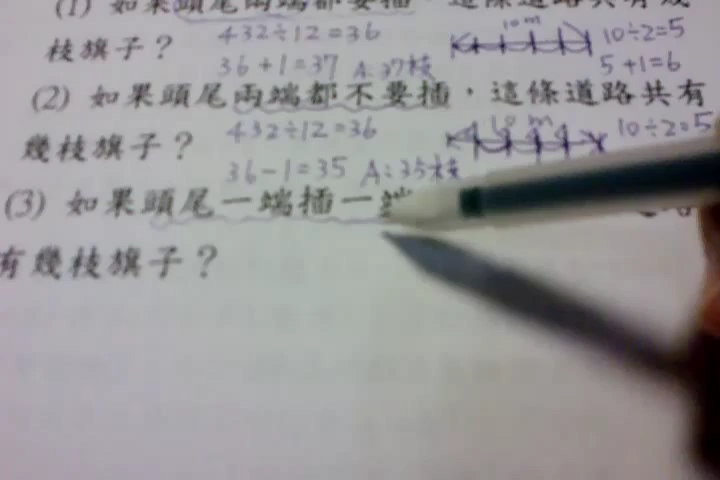 (1) 如果頭尾兩端都要插，這條道路共有幾
枝旗子？ 432÷12=36 10m 10÷2=5
36+1=37 A:37枝 5+1=6
(2) 如果頭尾兩端都不要插，這條道路共有
幾枝旗子？ 432÷12=36 10m 10÷2=5
36-1=35 A:35枝
(3) 如果頭尾一端插一端
有幾枝旗子？